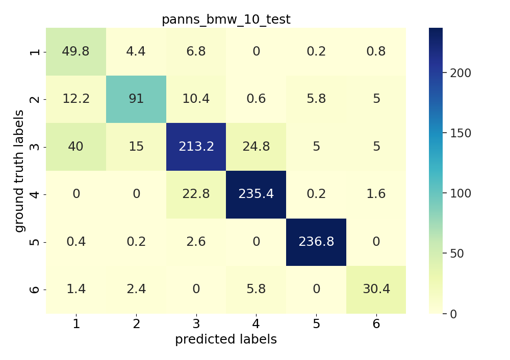 panns_bmw_10_test
1 49.8 4.4 6.8 0 0.2 0.8
2 12.2 91 10.4 0.6 5.8 5
3 40 15 213.2 24.8 5 5
4 0 0 22.8 235.4 0.2 1.6
5 0.4 0.2 2.6 0 236.8 0
6 1.4 2.4 0 5.8 0 30.4
1 2 3 4 5 6
predicted labels
ground truth labels
200
150
100
50
0